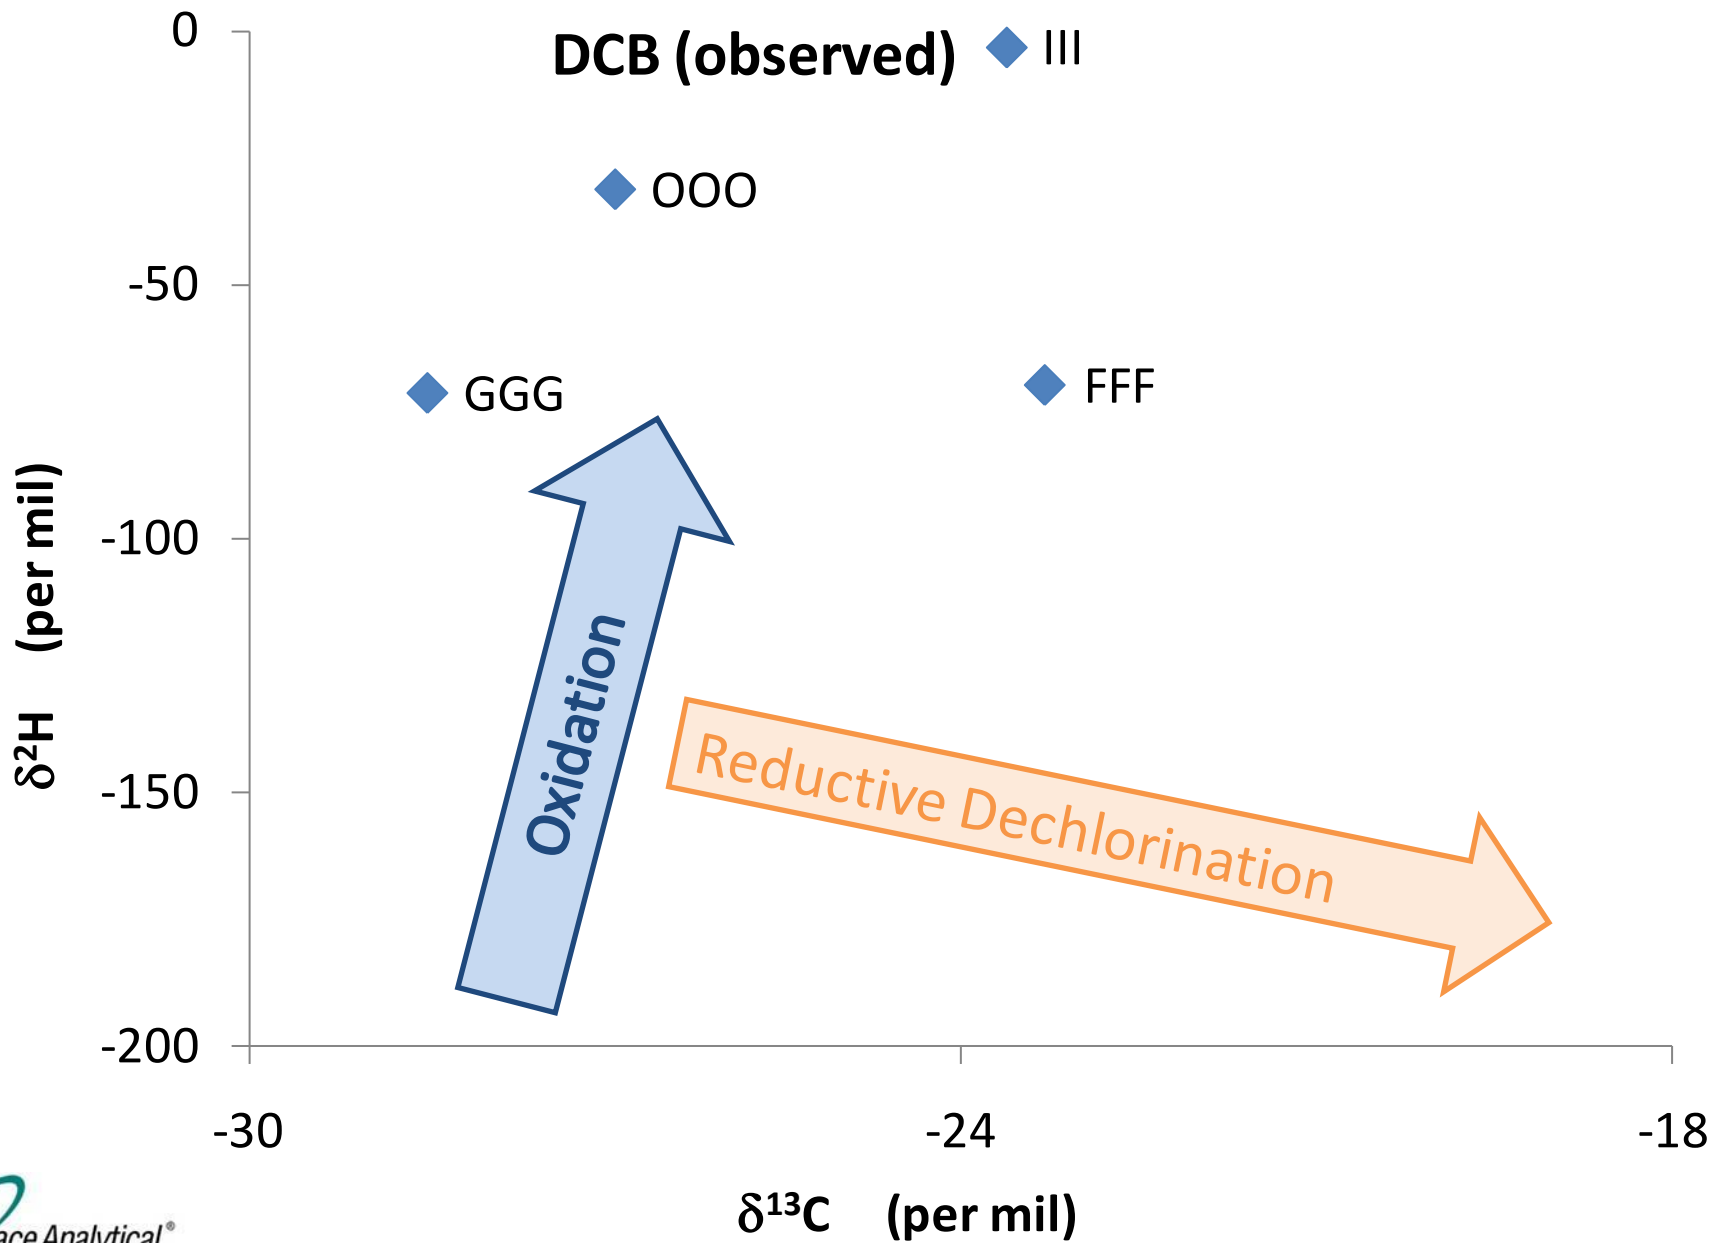 DCB (observed)
III
OOO
GGG
FFF
0
-50
-100
-150
-200
δ²H (per mil)
Oxidation
Reductive Dechlorination
-30
-24
-18
δ¹³C (per mil)
Analytical®